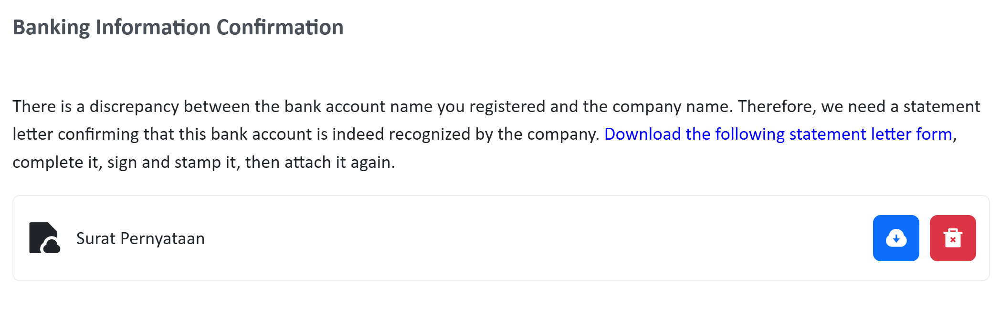 Banking Information Confirmation
There is a discrepancy between the bank account name you registered and the company name. Therefore, we need a statement
letter confirming that this bank account is indeed recognized by the company. Download the following statement letter form,
complete it, sign and stamp it, then attach it again.
Surat Pernyataan